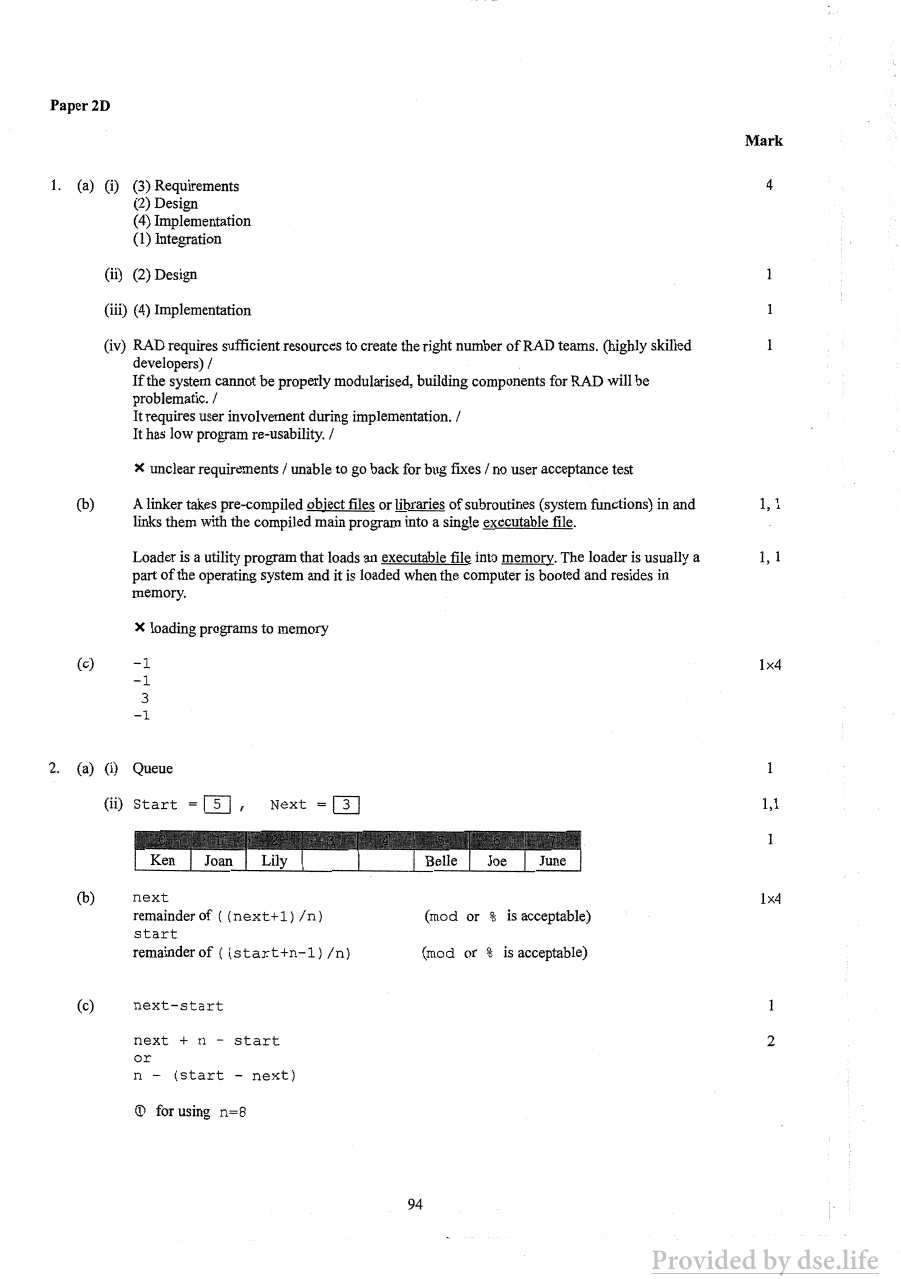 Paper 2D
Mark
1. (a) (i) (3) Requirements 4
(2) Design
(4) Implementation
(1) Integration
(ii) (2) Design 1
(iii) (4) Implementation 1
(iv) RAD requires sufficient resources to create the right number of RAD teams. (highly skilled 1
developers) /
If the system cannot be properly modularised, building components for RAD will be
problematic. /
It requires user involvement during implementation. /
It has low program re-usability. /
✗ unclear requirements / unable to go back for bug fixes / no user acceptance test
(b) A linker takes pre-compiled object files or libraries of subroutines (system functions) in and 1, 1
links them with the compiled main program into a single executable file.
Loader is a utility program that loads an executable file into memory. The loader is usually a 1, 1
part of the operating system and it is loaded when the computer is booted and resides in
memory.
✗ loading programs to memory
(c) -1 1×4
-1
3
-1
2. (a) (i) Queue 1
(ii) Start = 5 , Next = 3 1,1
1
Ken Joan Lily Belle Joe June
(b) next 1×4
remainder of ((next+1)/n) (mod or % is acceptable)
start
remainder of ((start+n-1)/n) (mod or % is acceptable)
(c) next-start 1
next + n - start 2
or
n - (start - next)
① for using n=8
94
Provided by dse.life